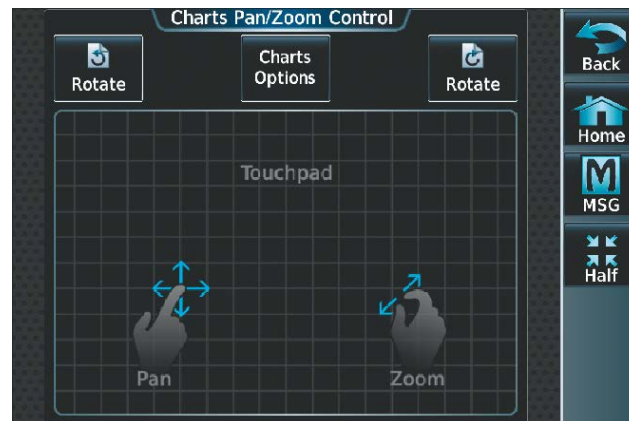 Charts Pan/Zoom Control
Rotate
Charts
Options
Rotate
Touchpad
Pan
Zoom
Back
Home
MSG
Half